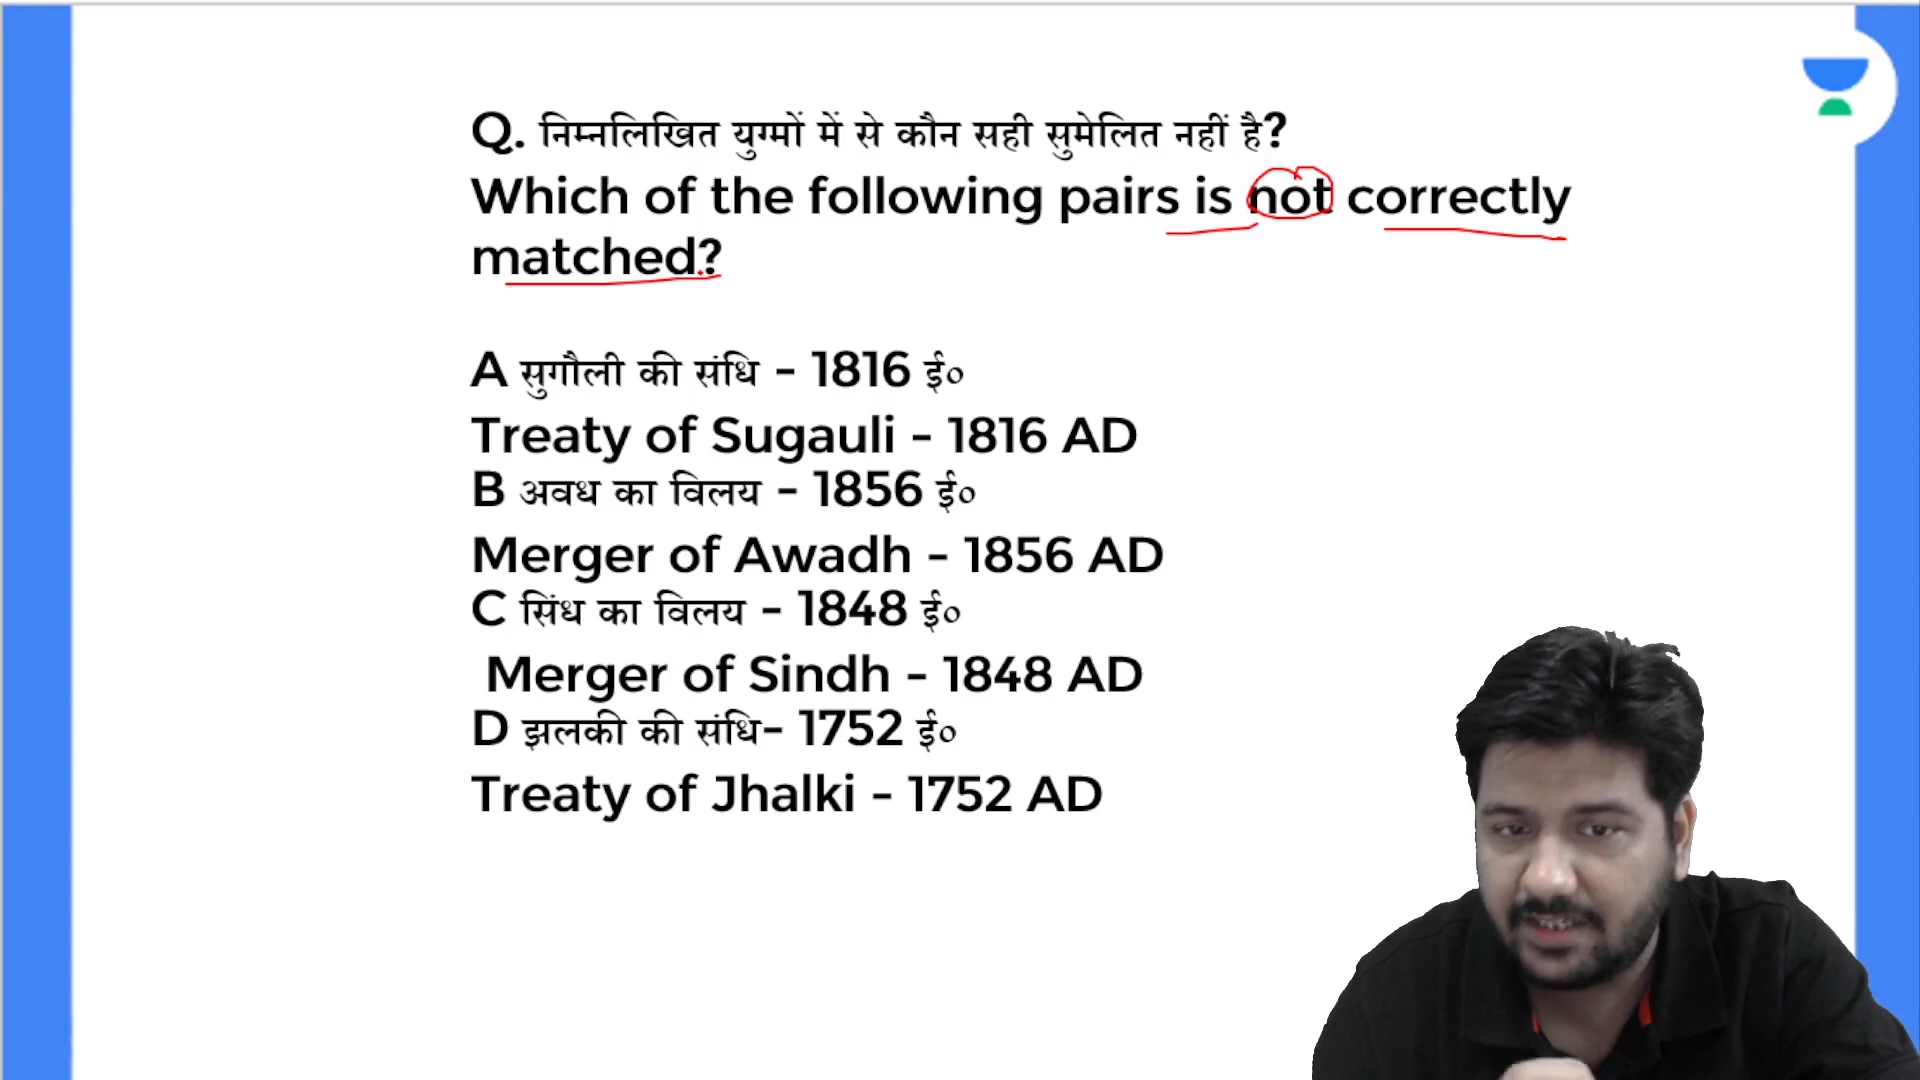 Q. निम्नलिखित युग्मों में से कौन सही सुमेलित नहीं है?
Which of the following pairs is not correctly
matched?
A सुगौली की संधि - 1816 ई०
Treaty of Sugauli - 1816 AD
B अवध का विलय - 1856 ई०
Merger of Awadh - 1856 AD
C सिंध का विलय - 1848 ई०
Merger of Sindh - 1848 AD
D झलकी की संधि- 1752 ई०
Treaty of Jhalki - 1752 AD